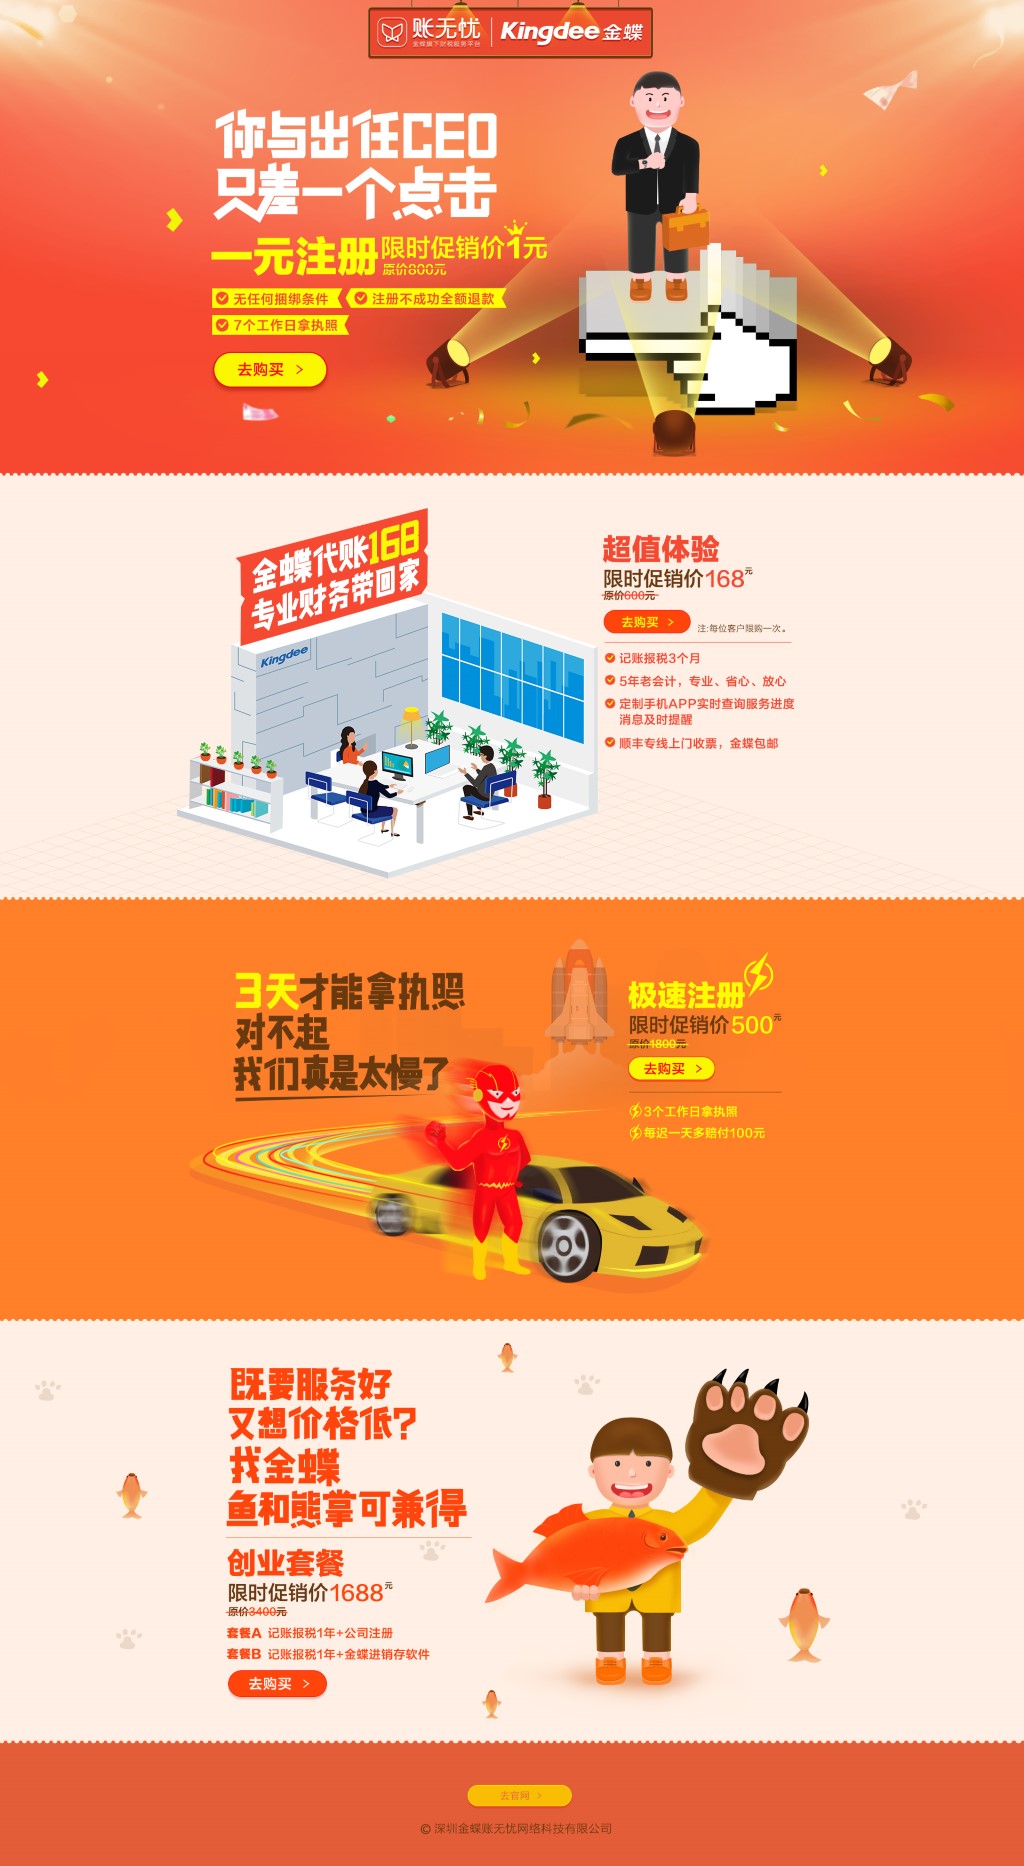 账无忧
金蝶旗下财税服务平台
Kingdee金蝶
你与出任CEO
只差一个点击
一元注册
限时促销价1元
原价800元
无任何捆绑条件
注册不成功全额退款
7个工作日拿执照
去购买 >
金蝶代账168
专业财务带回家
Kingdee
超值体验
限时促销价168元
原价600元
去购买 >
注:每位客户限购一次。
记账报税3个月
5年老会计，专业、省心、放心
定制手机APP实时查询服务进度
消息及时提醒
顺丰专线上门收票，金蝶包邮
3天才能拿执照
对不起
我们真是太慢了
极速注册
限时促销价500元
原价1800元
去购买 >
3个工作日拿执照
每迟一天多赔付100元
既要服务好
又想价格低?
找金蝶
鱼和熊掌可兼得
创业套餐
限时促销价1688元
原价3400元
套餐A 记账报税1年+公司注册
套餐B 记账报税1年+金蝶进销存软件
去购买 >
去官网 >
© 深圳金蝶账无忧网络科技有限公司